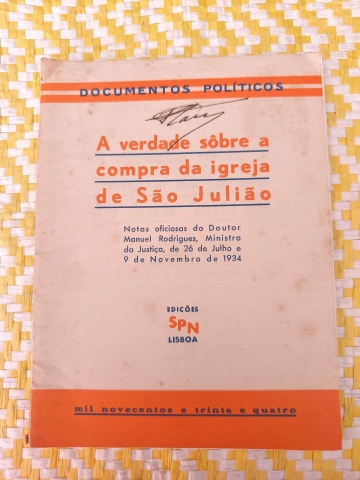 DOCUMENTOS POLÍTICOS
A verdade sôbre a
compra da igreja
de São Julião
Notas oficiosas do Doutor
Manuel Rodrigues, Ministro
da Justiça, de 26 de Julho e
9 de Novembro de 1934
EDIÇÕES
SPN
LISBOA
mil novecentos e trinta e quatro